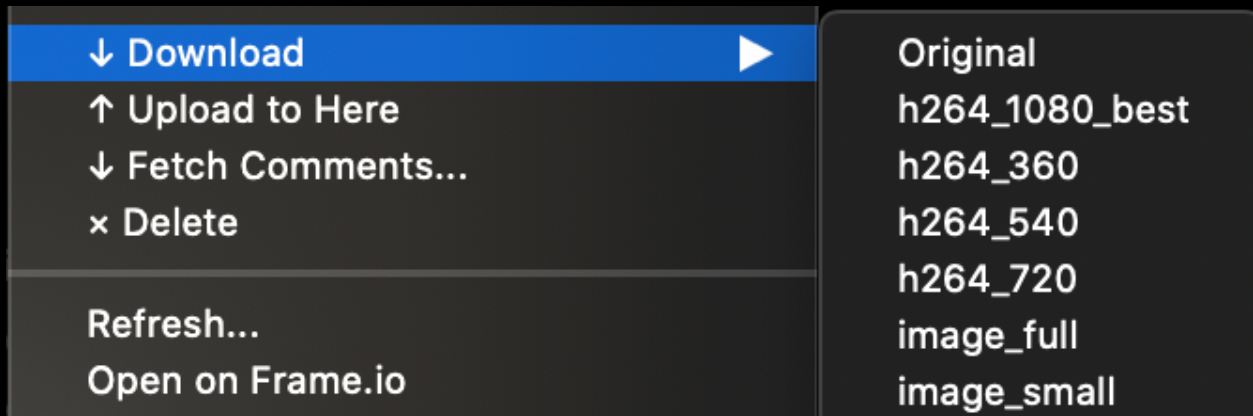 ↓ Download ▶
↑ Upload to Here
↓ Fetch Comments...
× Delete
Refresh...
Open on Frame.io
Original
h264_1080_best
h264_360
h264_540
h264_720
image_full
image_small